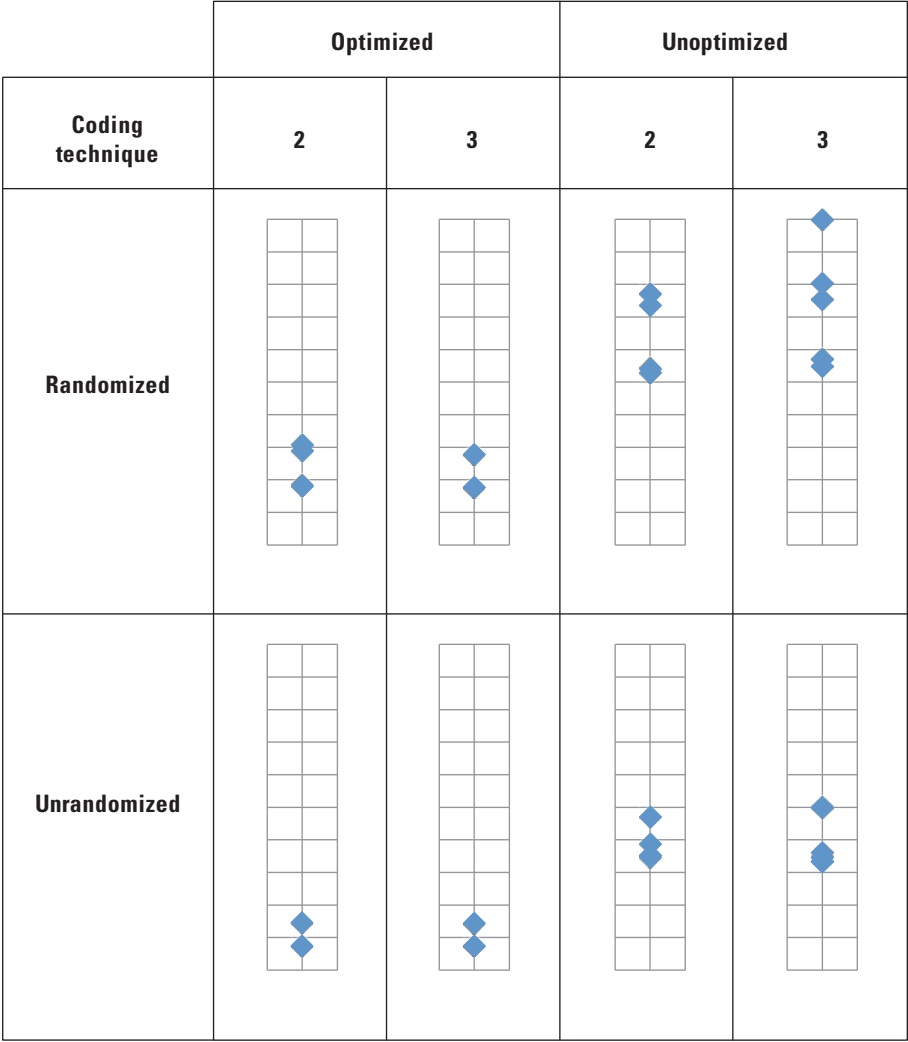 Optimized Unoptimized
Coding
technique
2 3 2 3
Randomized
Unrandomized